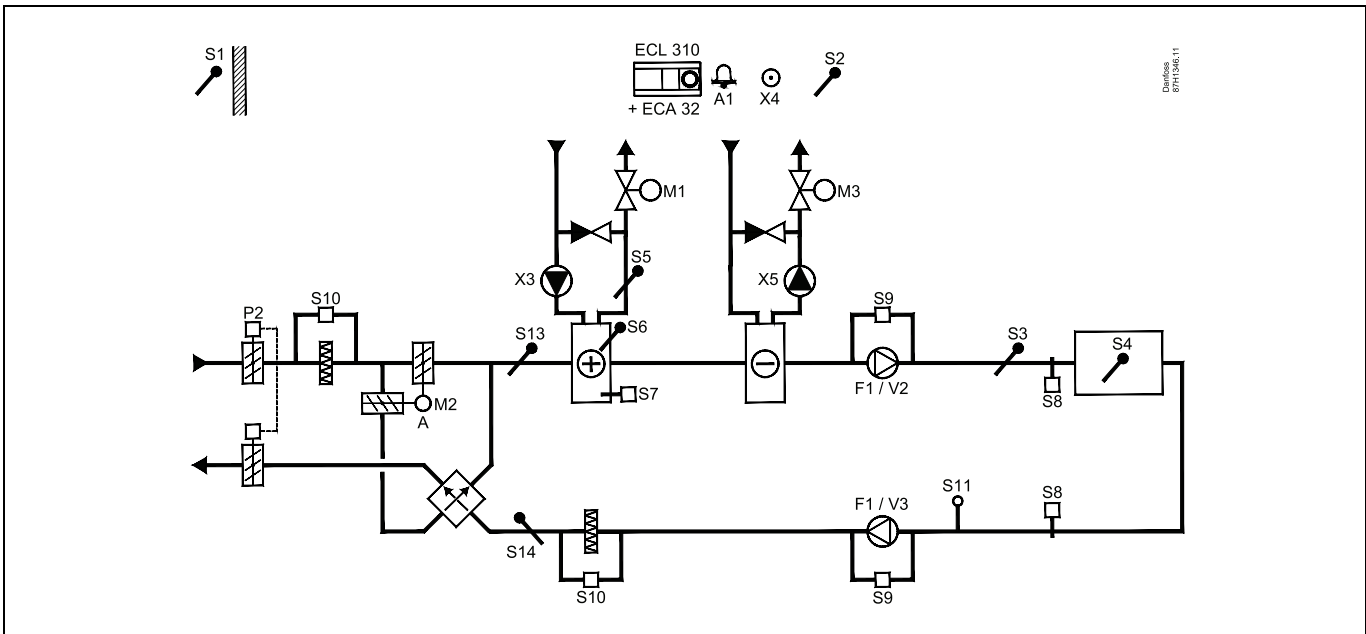 S1
ECL 310
S2
Danfoss
87H1346.11
A1
X4
+ ECA 32
M1
M3
S5
X3
X5
S10
P2
S9
S13
S6
S3
S4
F1 / V2
S7
S8
M2
A
S11
S8
F1 / V3
S14
S10
S9